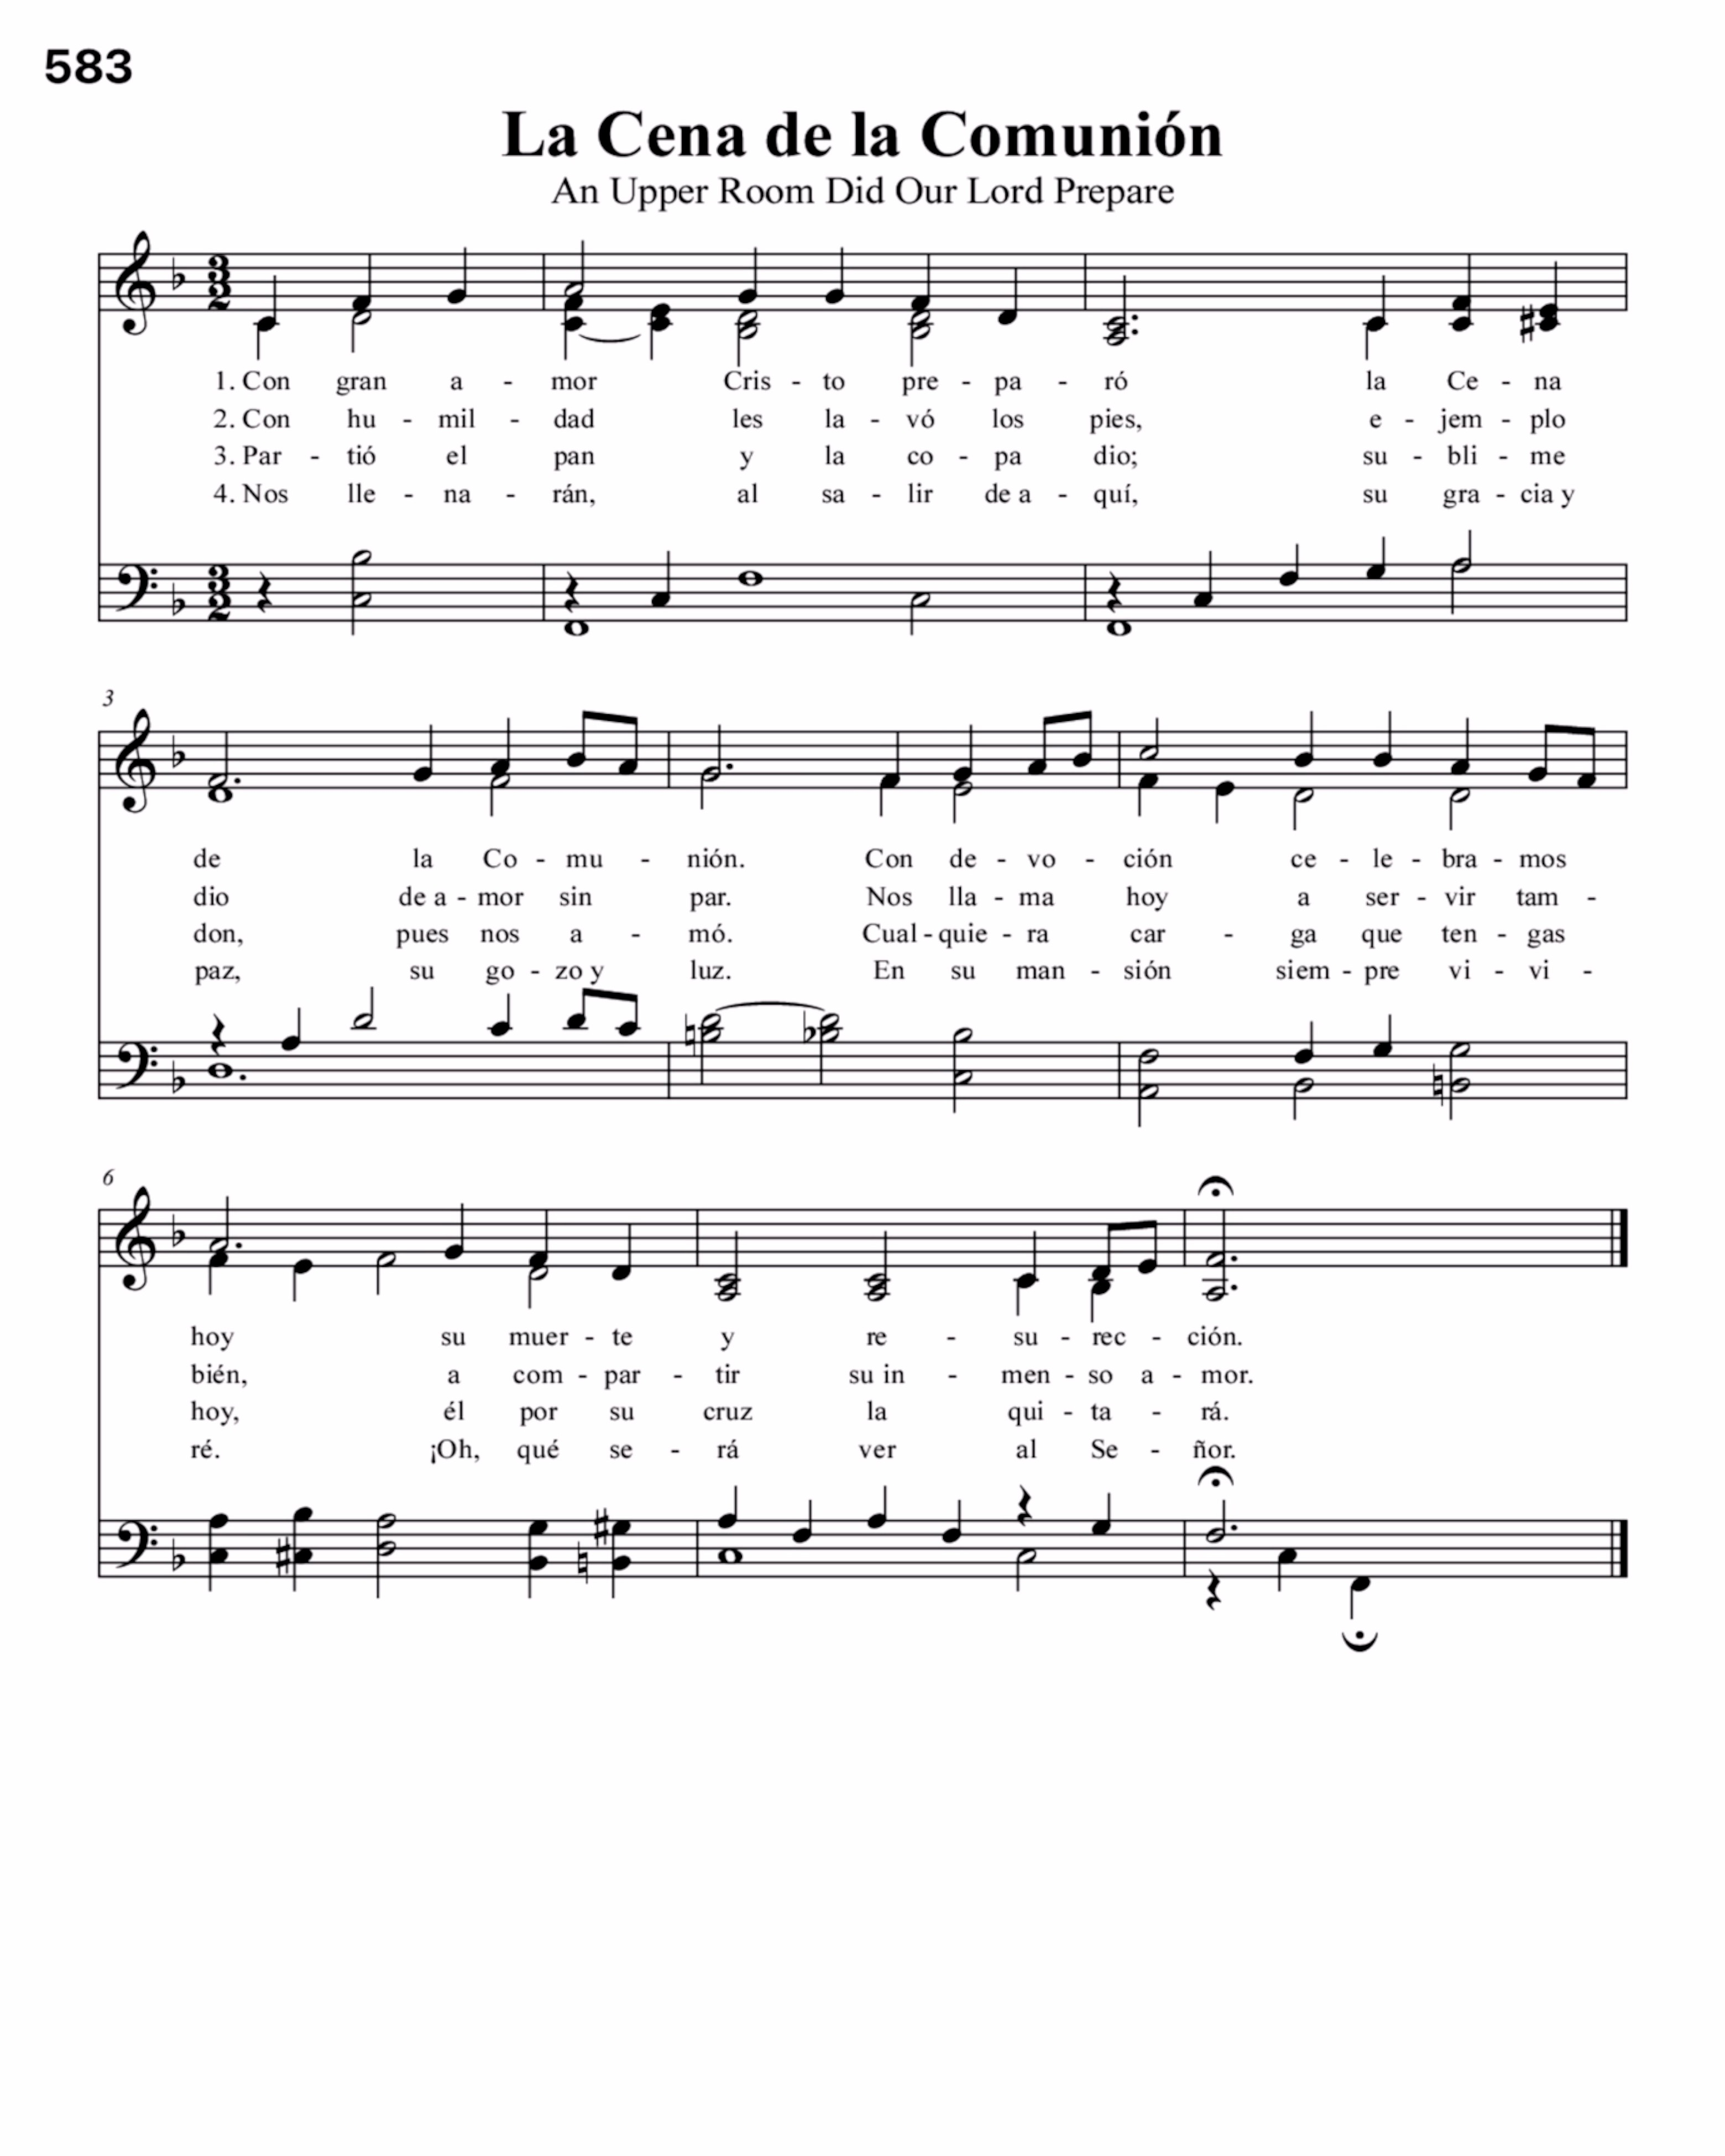 583
La Cena de la Comunión
An Upper Room Did Our Lord Prepare
3
2
1. Con gran a - mor Cris - to pre - pa - ró la Ce - na
2. Con hu - mil - dad les la - vó los pies, e - jem - plo
3. Par - tió el pan y la co - pa dio; su - bli - me
4. Nos lle - na - rán, al sa - lir de a - quí, su gra - cia y
3
2
3
de la Co - mu - nión. Con de - vo - ción ce - le - bra - mos
dio de a - mor sin par. Nos lla - ma hoy a ser - vir tam -
don, pues nos a - mó. Cual - quie - ra car - ga que ten - gas
paz, su go - zo y luz. En su man - sión siem - pre vi - vi -
6
hoy su muer - te y re - su - rec - ción.
bién, a com - par - tir su in - men - so a - mor.
hoy, él por su cruz la qui - ta - rá.
ré. ¡Oh, qué se - rá ver al Se - ñor.